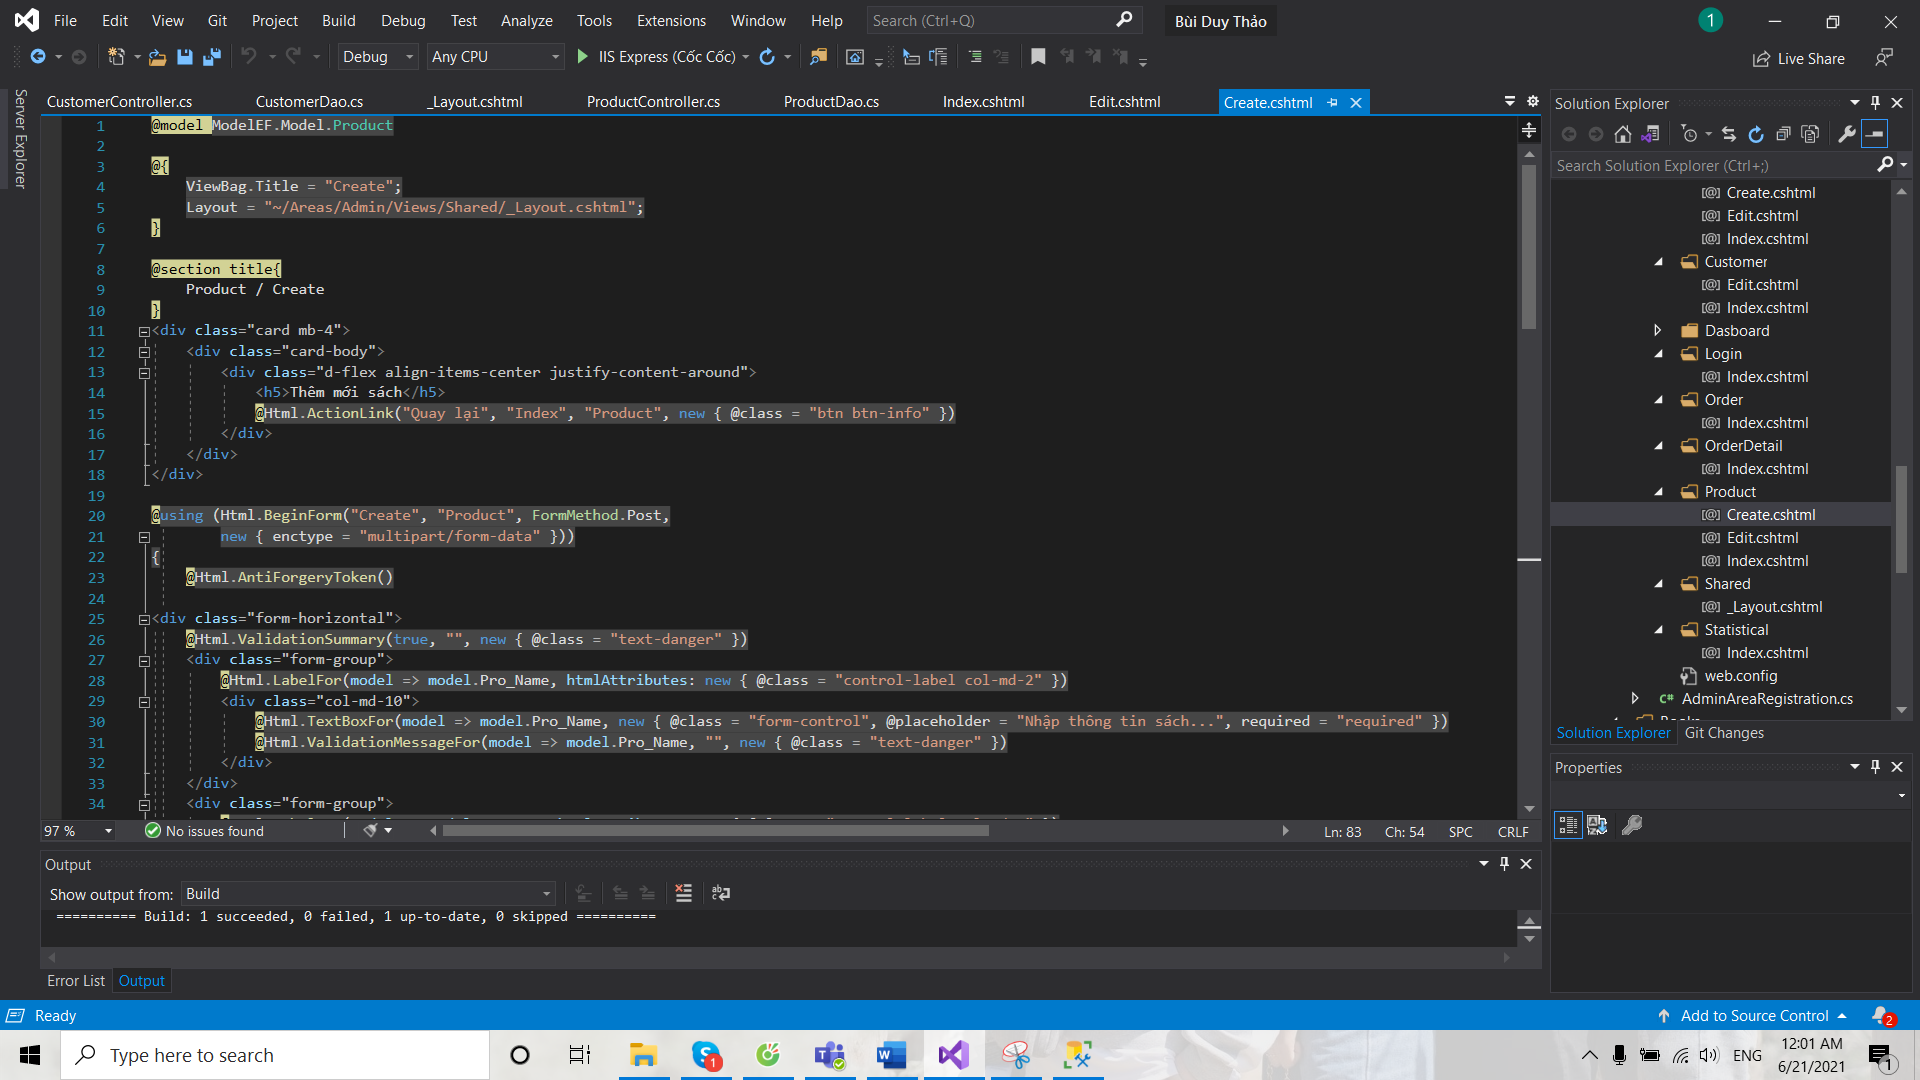 File Edit View Git Project Build Debug Test Analyze Tools Extensions Window Help Search (Ctrl+Q) Bùi Duy Thảo 1
Debug Any CPU IIS Express (Cốc Cốc) Live Share
Server Explorer
CustomerController.cs CustomerDao.cs _Layout.cshtml ProductController.cs ProductDao.cs Index.cshtml Edit.cshtml Create.cshtml
1 @model ModelEF.Model.Product
2
3 @{
4 ViewBag.Title = "Create";
5 Layout = "~/Areas/Admin/Views/Shared/_Layout.cshtml";
6 }
7
8 @section title{
9 Product / Create
10 }
11 <div class="card mb-4">
12 <div class="card-body">
13 <div class="d-flex align-items-center justify-content-around">
14 <h5>Thêm mới sách</h5>
15 @Html.ActionLink("Quay lại", "Index", "Product", new { @class = "btn btn-info" })
16 </div>
17 </div>
18 </div>
19
20 @using (Html.BeginForm("Create", "Product", FormMethod.Post,
21 new { enctype = "multipart/form-data" }))
22 {
23 @Html.AntiForgeryToken()
24
25 <div class="form-horizontal">
26 @Html.ValidationSummary(true, "", new { @class = "text-danger" })
27 <div class="form-group">
28 @Html.LabelFor(model => model.Pro_Name, htmlAttributes: new { @class = "control-label col-md-2" })
29 <div class="col-md-10">
30 @Html.TextBoxFor(model => model.Pro_Name, new { @class = "form-control", @placeholder = "Nhập thông tin sách...", required = "required" })
31 @Html.ValidationMessageFor(model => model.Pro_Name, "", new { @class = "text-danger" })
32 </div>
33 </div>
34 <div class="form-group">
97 % No issues found Ln: 83 Ch: 54 SPC CRLF
Output
Show output from: Build
========== Build: 1 succeeded, 0 failed, 1 up-to-date, 0 skipped ==========
Error List Output
Solution Explorer
Search Solution Explorer (Ctrl+;)
Create.cshtml
Edit.cshtml
Index.cshtml
Customer
Edit.cshtml
Index.cshtml
Dasboard
Login
Index.cshtml
Order
Index.cshtml
OrderDetail
Index.cshtml
Product
Create.cshtml
Edit.cshtml
Index.cshtml
Shared
_Layout.cshtml
Statistical
Index.cshtml
web.config
C# AdminAreaRegistration.cs
Solution Explorer Git Changes
Properties
Ready Add to Source Control 2
Type here to search 1 ENG 12:01 AM
6/21/2021 1